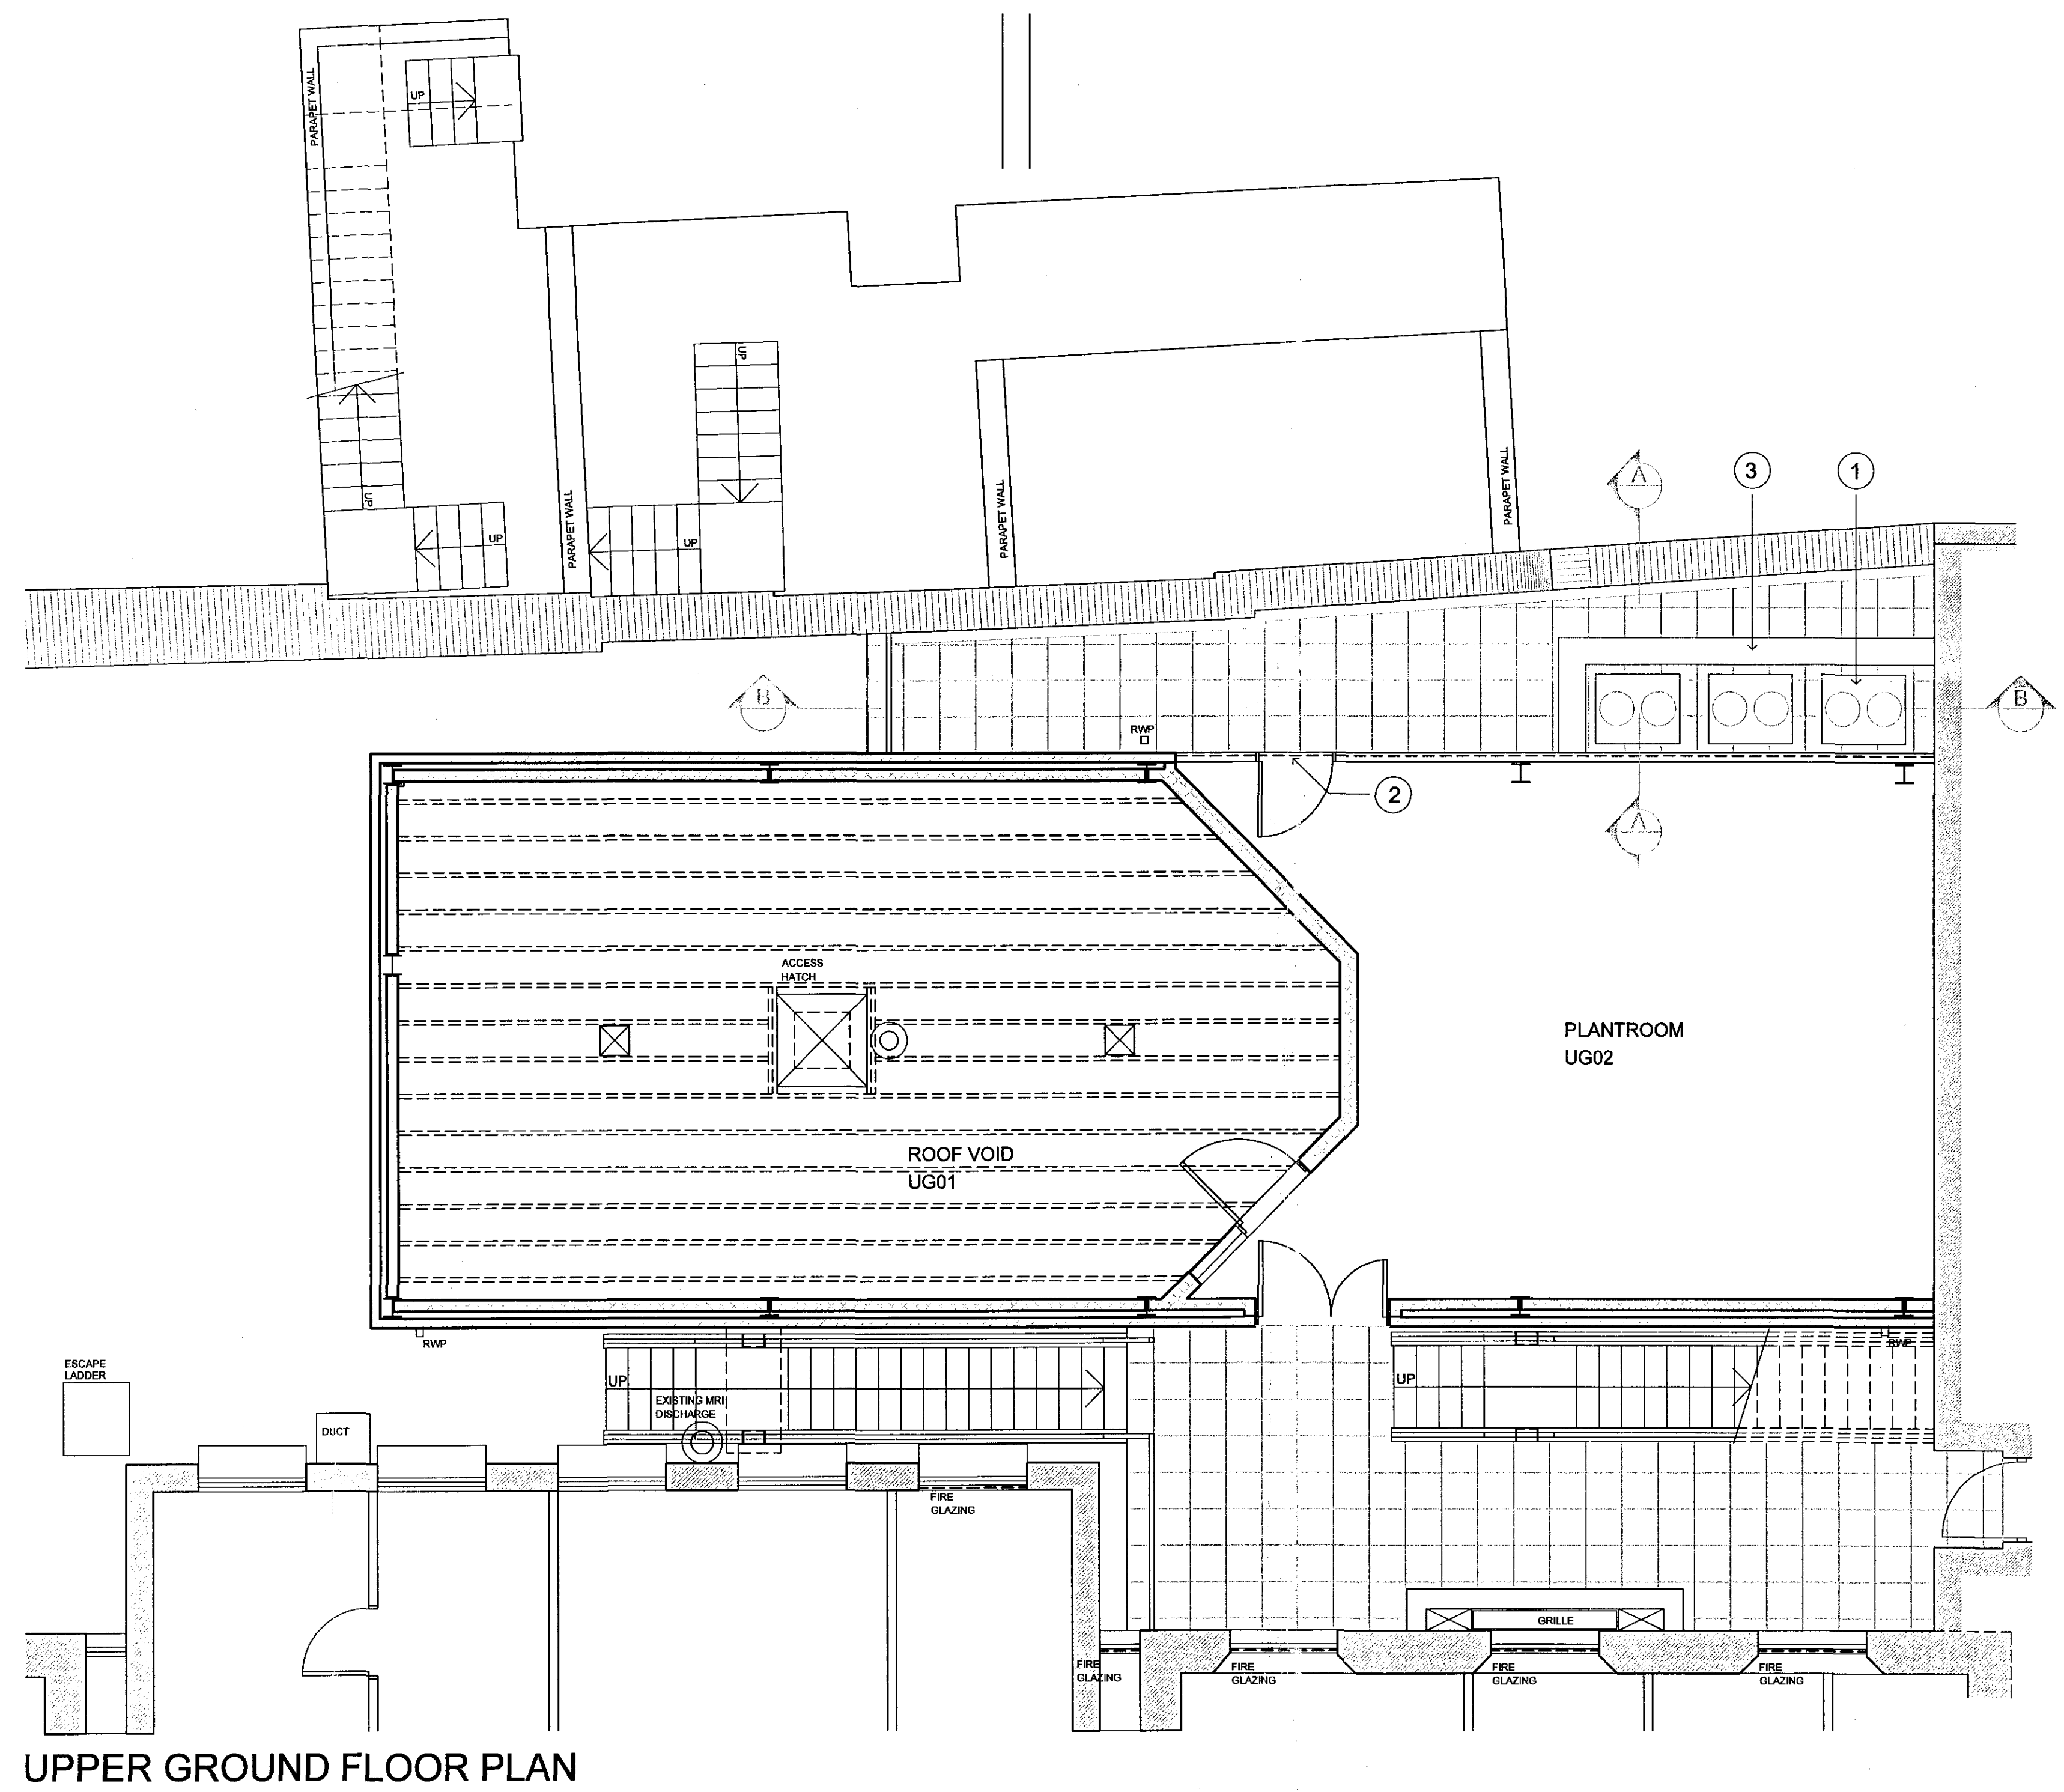 PARAPET WALL
UP
UP
UP
UP
UP
PARAPET WALL
PARAPET WALL
PARAPET WALL
A
3
1
B
B
RWP
2
A
ACCESS
HATCH
PLANTROOM
UG02
ROOF VOID
UG01
RWP
RWP
ESCAPE
LADDER
UP
UP
EXISTING MRI
DISCHARGE
DUCT
FIRE
GLAZING
GRILLE
FIRE
GLAZING
FIRE
GLAZING
FIRE
GLAZING
FIRE
GLAZING
UPPER GROUND FLOOR PLAN